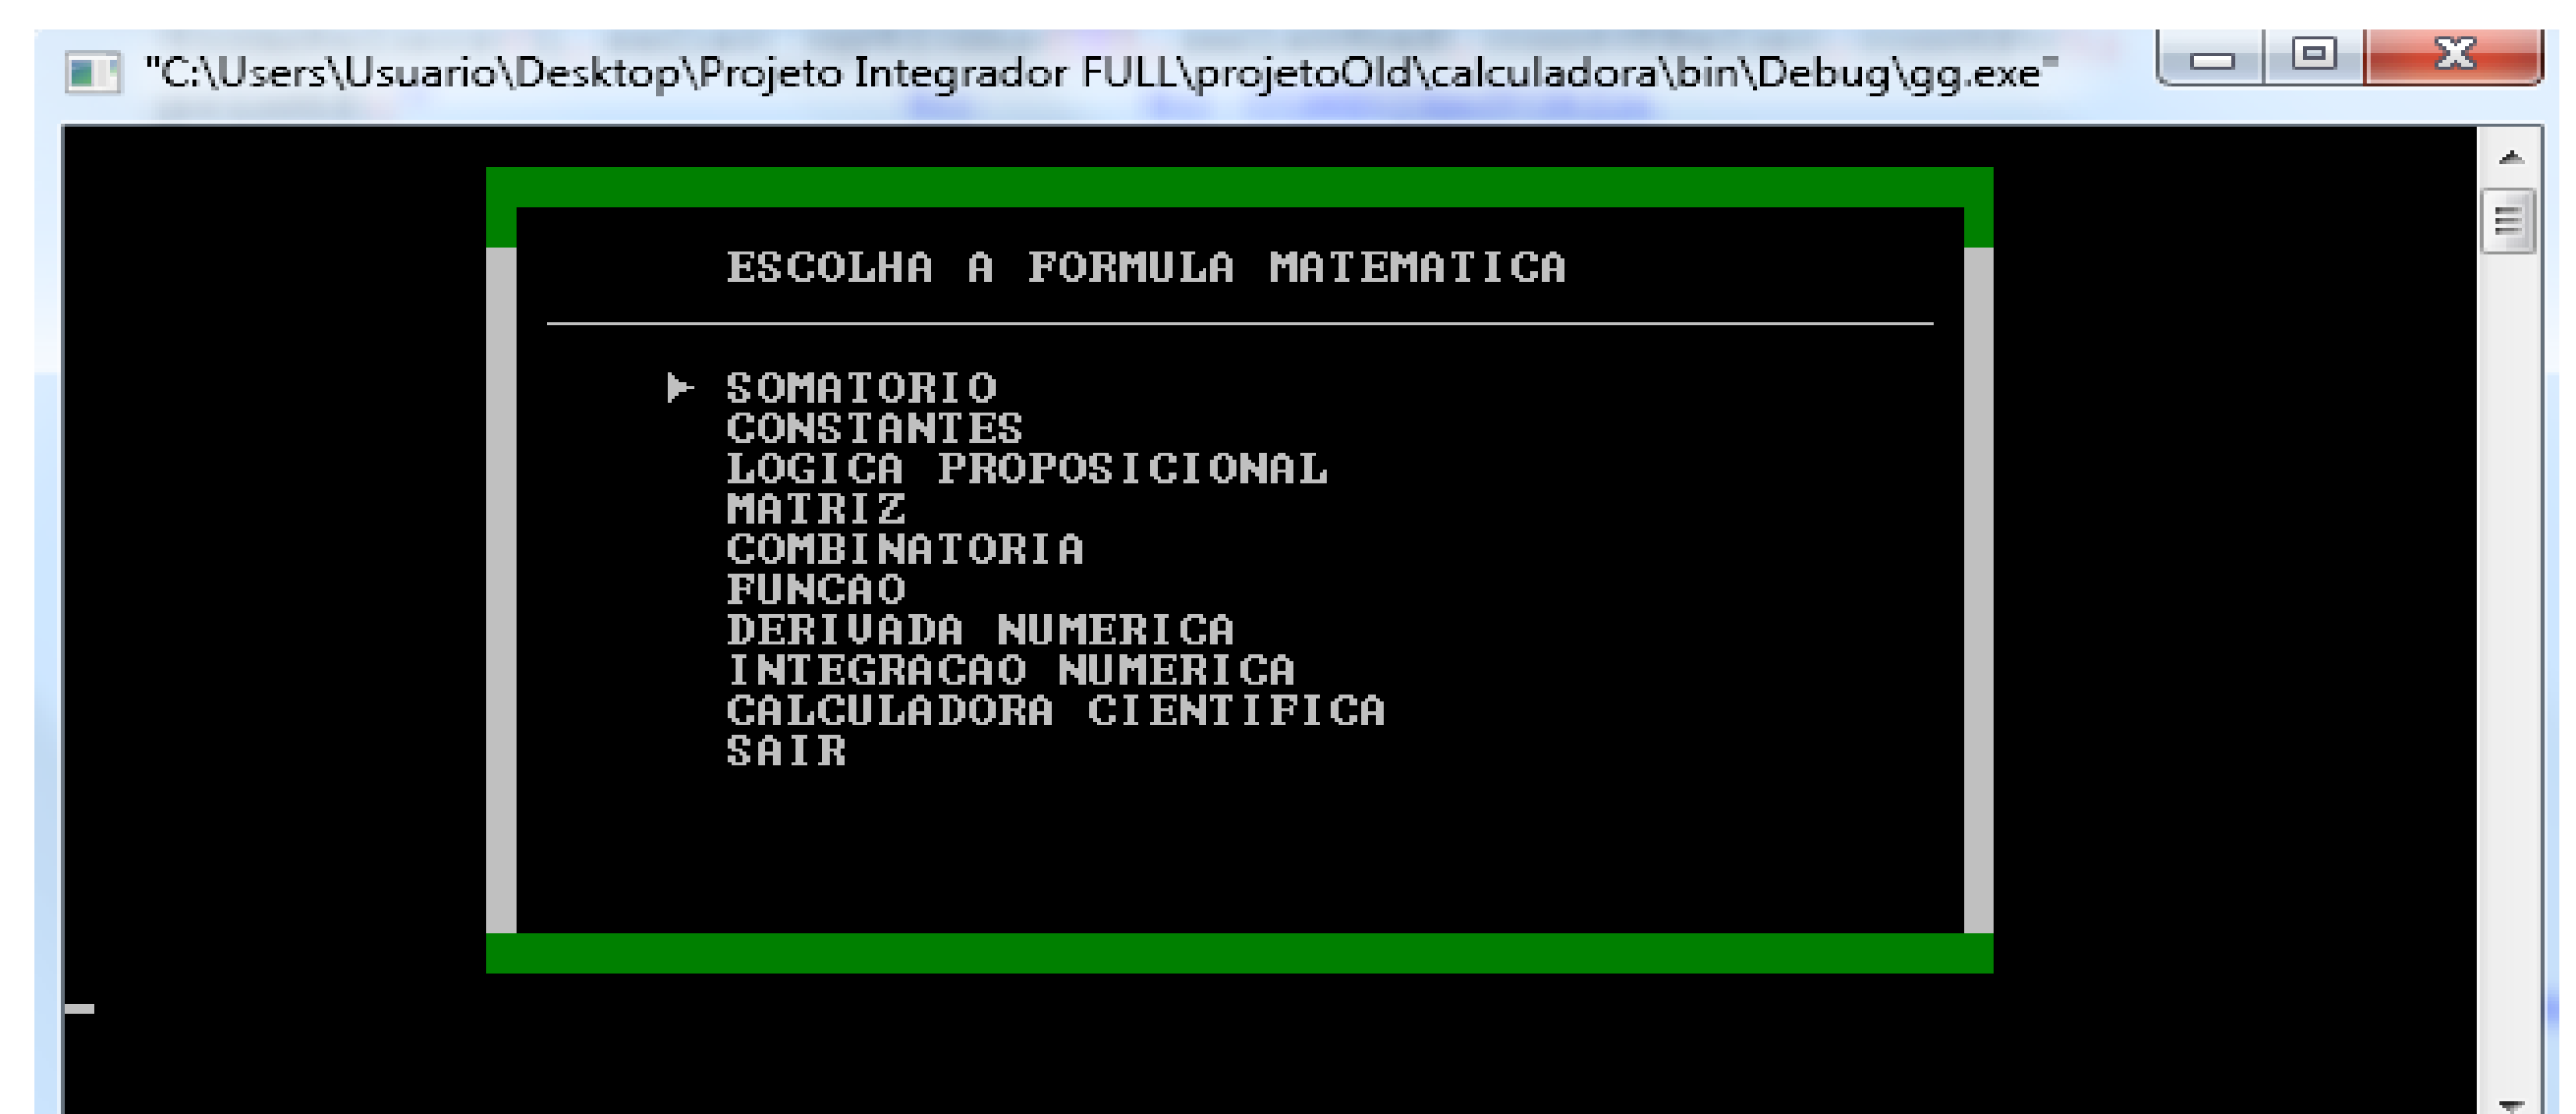 "C:\Users\Usuario\Desktop\Projeto Integrador FULL\projetoOld\calculadora\bin\Debug\gg.exe"
ESCOLHA A FORMULA MATEMATICA
► SOMATORIO
CONSTANTES
LOGICA PROPOSICIONAL
MATRIZ
COMBINATORIA
FUNCAO
DERIVADA NUMERICA
INTEGRACAO NUMERICA
CALCULADORA CIENTIFICA
SAIR